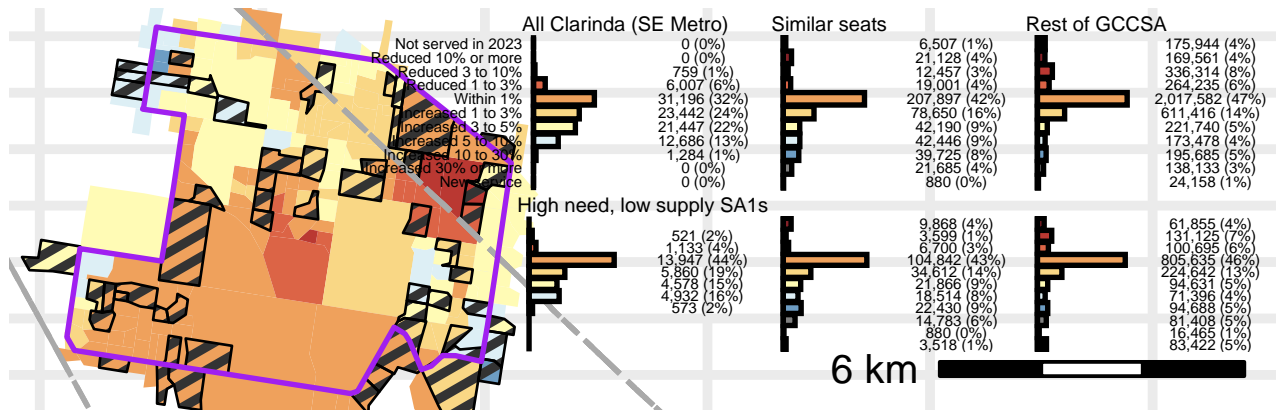 All Clarinda (SE Metro) Similar seats Rest of GCCSA
Not served in 2023 0 (0%) 6,507 (1%) 175,944 (4%)
Reduced 10% or more 0 (0%) 21,128 (4%) 169,561 (4%)
Reduced 3 to 10% 759 (1%) 12,457 (3%) 336,314 (8%)
Reduced 1 to 3% 6,007 (6%) 19,001 (4%) 264,235 (6%)
Within 1% 31,196 (32%) 207,897 (42%) 2,017,582 (47%)
Increased 1 to 3% 23,442 (24%) 78,650 (16%) 611,416 (14%)
Increased 3 to 5% 21,447 (22%) 42,190 (9%) 221,740 (5%)
Increased 5 to 10% 12,686 (13%) 42,446 (9%) 173,478 (4%)
Increased 10 to 30% 1,284 (1%) 39,725 (8%) 195,685 (5%)
Increased 30% or more 0 (0%) 21,685 (4%) 138,133 (3%)
New service 0 (0%) 880 (0%) 24,158 (1%)
High need, low supply SA1s
9,868 (4%) 61,855 (4%)
521 (2%) 3,599 (1%) 131,125 (7%)
1,133 (4%) 6,700 (3%) 100,695 (6%)
13,947 (44%) 104,842 (43%) 805,635 (46%)
5,860 (19%) 34,612 (14%) 224,642 (13%)
4,578 (15%) 21,866 (9%) 94,631 (5%)
4,932 (16%) 18,514 (8%) 71,396 (4%)
573 (2%) 22,430 (9%) 94,688 (5%)
14,783 (6%) 81,408 (5%)
880 (0%) 16,465 (1%)
3,518 (1%) 83,422 (5%)
6 km